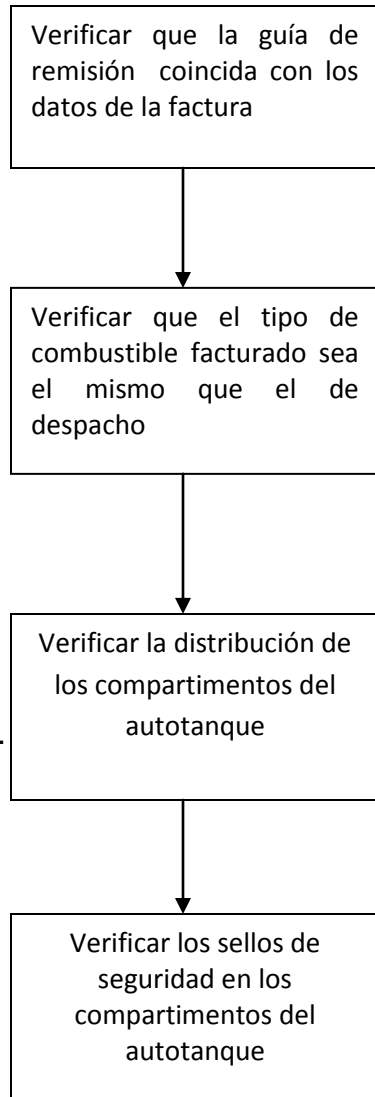 Verificar que la guía de
remisión coincida con los
datos de la factura
Verificar que el tipo de
combustible facturado sea
el mismo que el de
despacho
Verificar la distribución de
los compartimentos del
autotanque
.
Verificar los sellos de
seguridad en los
compartimentos del
autotanque